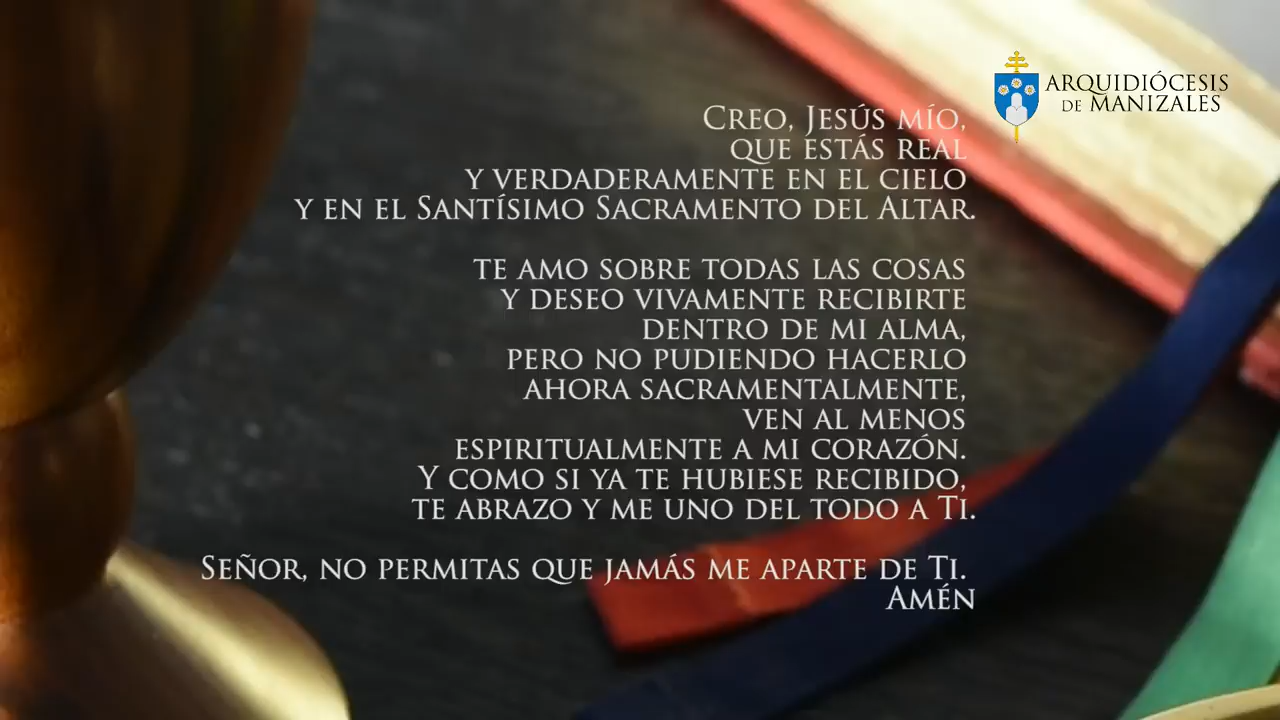 ARQUIDIÓCESIS
DE MANIZALES
CREO, JESÚS MÍO,
QUE ESTÁS REAL
Y VERDADERAMENTE EN EL CIELO
Y EN EL SANTÍSIMO SACRAMENTO DEL ALTAR.
TE AMO SOBRE TODAS LAS COSAS
Y DESEO VIVAMENTE RECIBIRTE
DENTRO DE MI ALMA,
PERO NO PUDIENDO HACERLO
AHORA SACRAMENTALMENTE,
VEN AL MENOS
ESPIRITUALMENTE A MI CORAZÓN.
Y COMO SI YA TE HUBIESE RECIBIDO,
TE ABRAZO Y ME UNO DEL TODO A TI.
SEÑOR, NO PERMITAS QUE JAMÁS ME APARTE DE TI.
AMÉN